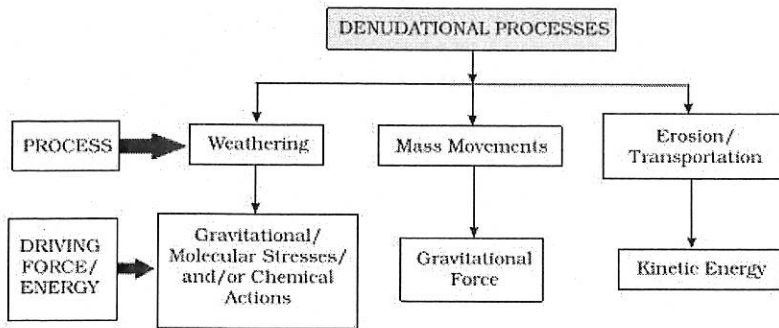 DENUDATIONAL PROCESSES
PROCESS
Weathering
Mass Movements
Erosion/
Transportation
DRIVING
FORCE/
ENERGY
Gravitational/
Molecular Stresses/
and/or Chemical
Actions
Gravitational
Force
Kinetic Energy